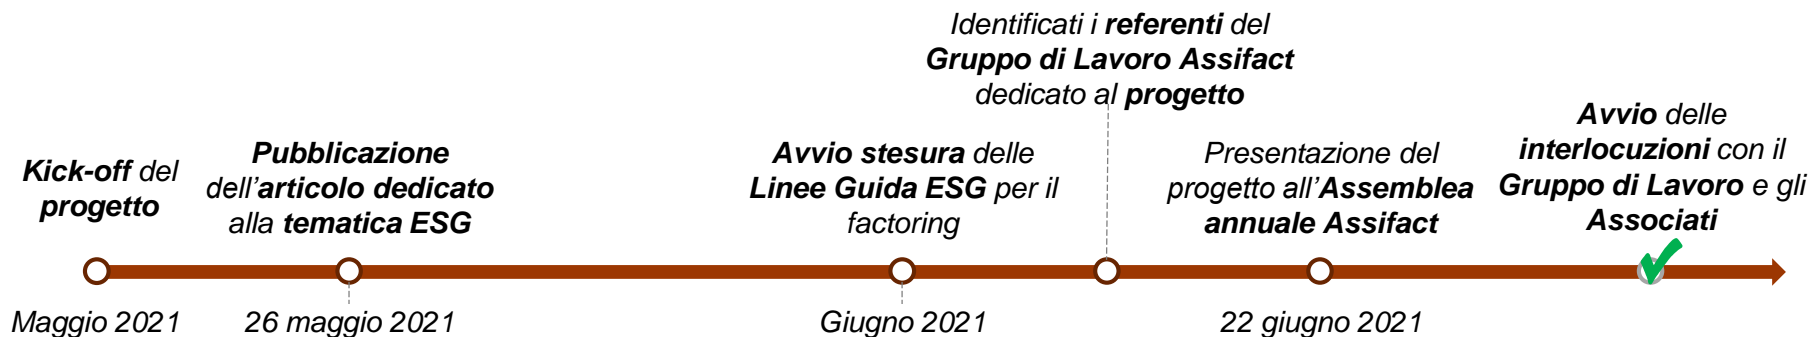 Kick-off del
progetto
Pubblicazione
dell'articolo dedicato
alla tematica ESG
Avvio stesura delle
Linee Guida ESG per il
factoring
Identificati i referenti del
Gruppo di Lavoro Assifact
dedicato al progetto
Presentazione del
progetto all'Assemblea
annuale Assifact
Avvio delle
interlocuzioni con il
Gruppo di Lavoro e gli
Associati
Maggio 2021
26 maggio 2021
Giugno 2021
22 giugno 2021